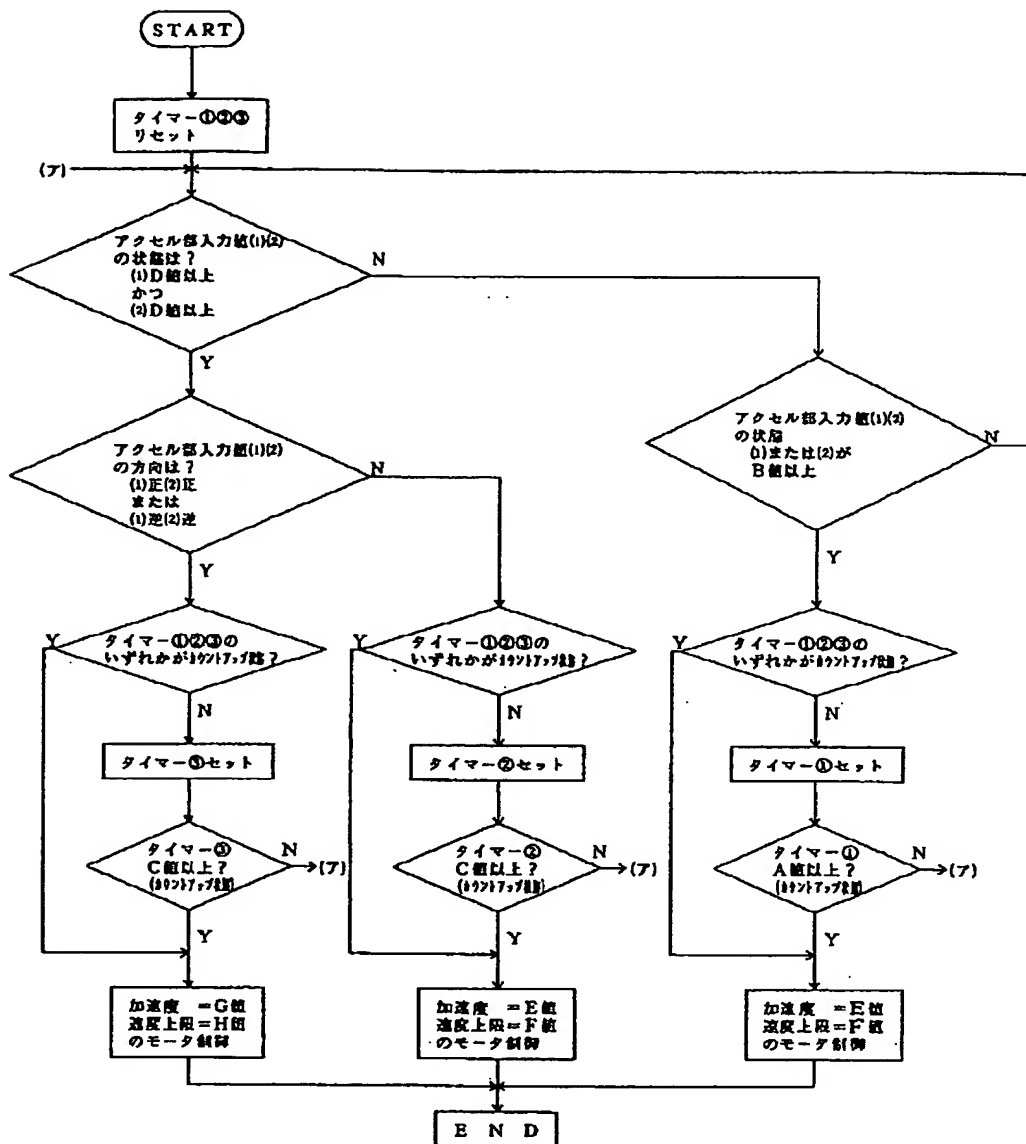 START
タイマー①②③
リセット
(ア)
アクセル部入力値(1)(2)
の状態は？
(1)D値以上
かつ
(2)D値以上
N
Y
アクセル部入力値(1)(2)
の状態
(1)または(2)が
B値以上
N
Y
アクセル部入力値(1)(2)
の方向は？
(1)正(2)正
または
(1)逆(2)逆
N
Y
Y
タイマー①②③の
いずれかがカウントアップ状態？
N
タイマー③セット
タイマー③
C値以上？
(カウントアップ状態)
N
(ア)
Y
加速度 ＝G値
速度上限＝H値
のモータ制御
Y
タイマー①②③の
いずれかがカウントアップ状態？
N
タイマー②セット
タイマー②
C値以上？
(カウントアップ状態)
N
(ア)
Y
加速度 ＝E値
速度上限＝F値
のモータ制御
Y
タイマー①②③の
いずれかがカウントアップ状態？
N
タイマー①セット
タイマー①
A値以上？
(カウントアップ状態)
N
(ア)
Y
加速度 ＝E値
速度上限＝F値
のモータ制御
E N D